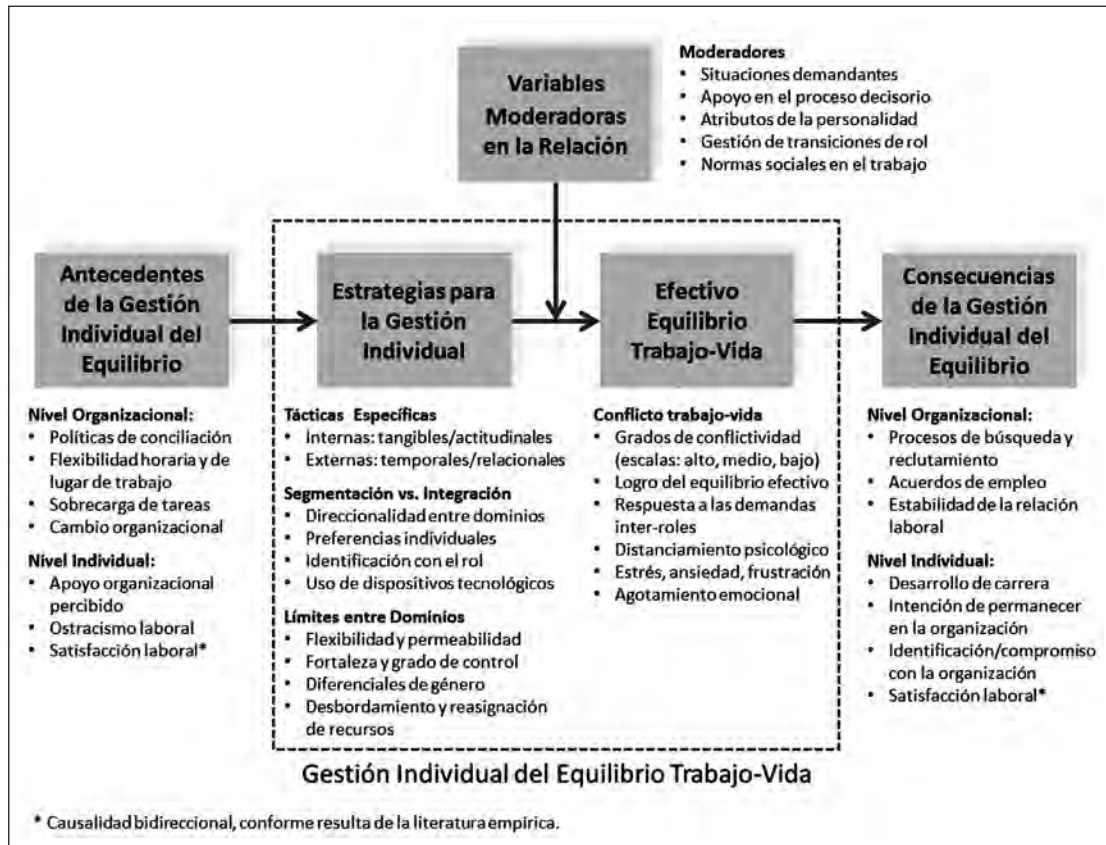 Variables
Moderadoras
en la Relación
Moderadores
• Situaciones demandantes
• Apoyo en el proceso decisorio
• Atributos de la personalidad
• Gestión de transiciones de rol
• Normas sociales en el trabajo
Antecedentes
de la Gestión
Individual del
Equilibrio
Estrategias para
la Gestión
Individual
Efectivo
Equilibrio
Trabajo-Vida
Consecuencias
de la Gestión
Individual del
Equilibrio
Nivel Organizacional:
• Políticas de conciliación
• Flexibilidad horaria y de
lugar de trabajo
• Sobrecarga de tareas
• Cambio organizacional
Nivel Individual:
• Apoyo organizacional
percibido
• Ostracismo laboral
• Satisfacción laboral*
Tácticas Específicas
• Internas: tangibles/actitudinales
• Externas: temporales/relacionales
Segmentación vs. Integración
• Direccionalidad entre dominios
• Preferencias individuales
• Identificación con el rol
• Uso de dispositivos tecnológicos
Límites entre Dominios
• Flexibilidad y permeabilidad
• Fortaleza y grado de control
• Diferenciales de género
• Desbordamiento y reasignación
de recursos
Conflicto trabajo-vida
• Grados de conflictividad
(escalas: alto, medio, bajo)
• Logro del equilibrio efectivo
• Respuesta a las demandas
inter-roles
• Distanciamiento psicológico
• Estrés, ansiedad, frustración
• Agotamiento emocional
Nivel Organizacional:
• Procesos de búsqueda y
reclutamiento
• Acuerdos de empleo
• Estabilidad de la relación
laboral
Nivel Individual:
• Desarrollo de carrera
• Intención de permanecer
en la organización
• Identificación/compromiso
con la organización
• Satisfacción laboral*
Gestión Individual del Equilibrio Trabajo-Vida
* Causalidad bidireccional, conforme resulta de la literatura empírica.